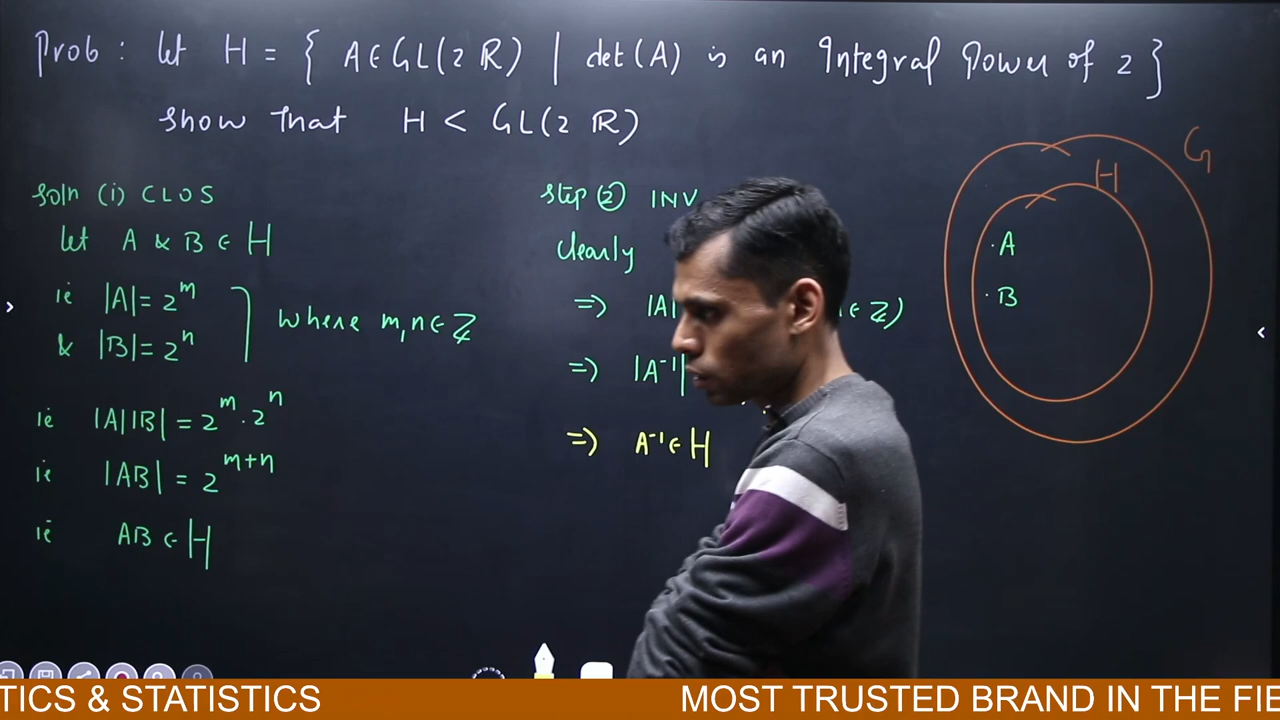 Prob : let H = { A ∈ GL(2 R) | det(A) is an Integral Power of 2 }
show that H < GL(2 R)
Soln (i) CLOS
let A & B ∈ H
ie |A| = 2^m
& |B| = 2^n
where m, n ∈ Z
ie |A||B| = 2^m . 2^n
ie |AB| = 2^{m+n}
ie AB ∈ H
Step ② INV
Clearly
=> |A| ∈ Z)
=> |A^{-1}|
=> A^{-1} ∈ H
G
H
. A
. B
TICS & STATISTICS MOST TRUSTED BRAND IN THE FIE